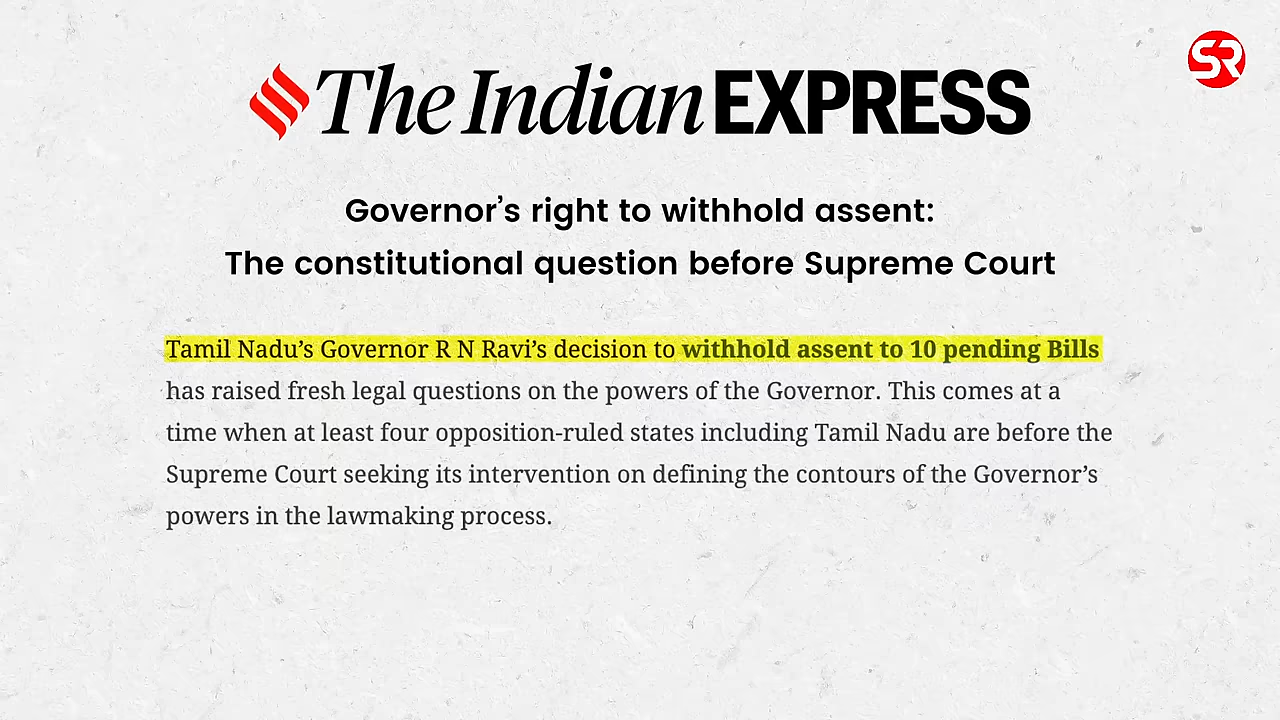 SR
The Indian EXPRESS
Governor’s right to withhold assent:
The constitutional question before Supreme Court
Tamil Nadu’s Governor R N Ravi’s decision to withhold assent to 10 pending Bills
has raised fresh legal questions on the powers of the Governor. This comes at a
time when at least four opposition-ruled states including Tamil Nadu are before the
Supreme Court seeking its intervention on defining the contours of the Governor’s
powers in the lawmaking process.